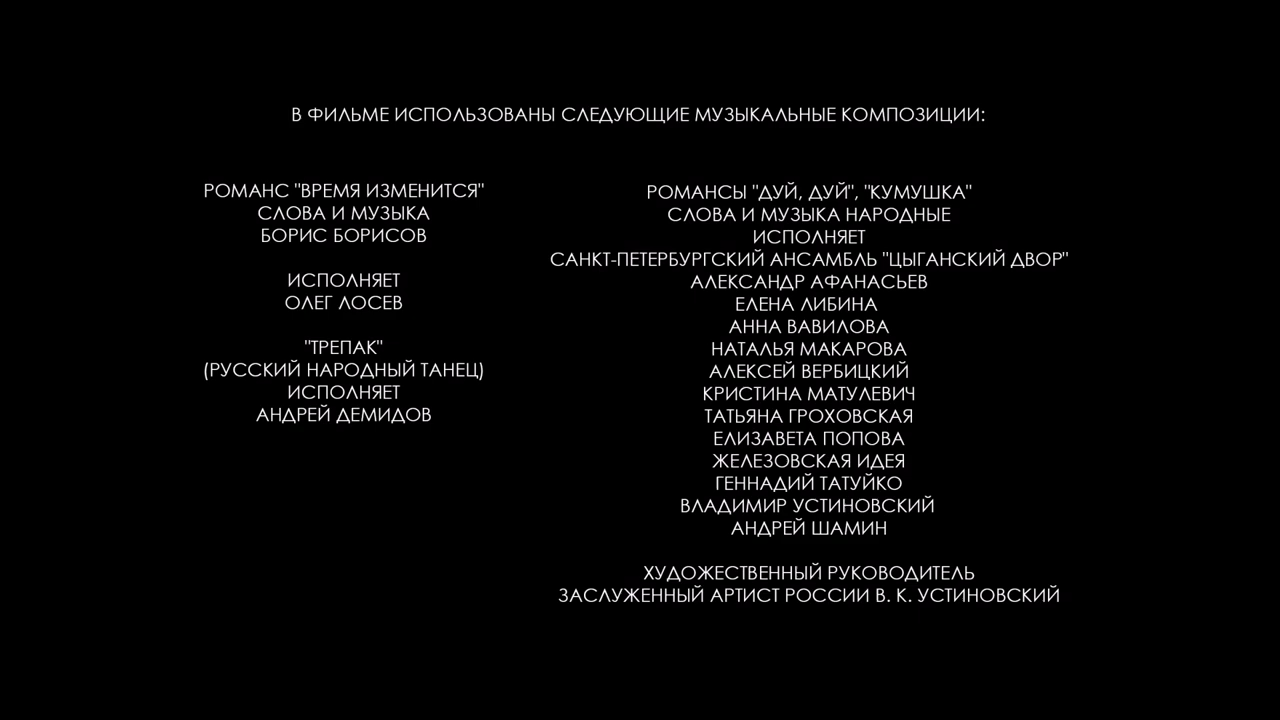 В ФИЛЬМЕ ИСПОЛЬЗОВАНЫ СЛЕДУЮЩИЕ МУЗЫКАЛЬНЫЕ КОМПОЗИЦИИ:
РОМАНС "ВРЕМЯ ИЗМЕНИТСЯ"
СЛОВА И МУЗЫКА
БОРИС БОРИСОВ
ИСПОЛНЯЕТ
ОЛЕГ ЛОСЕВ
"ТРЕПАК"
(РУССКИЙ НАРОДНЫЙ ТАНЕЦ)
ИСПОЛНЯЕТ
АНДРЕЙ ДЕМИДОВ
РОМАНСЫ "ДУЙ, ДУЙ", "КУМУШКА"
СЛОВА И МУЗЫКА НАРОДНЫЕ
ИСПОЛНЯЕТ
САНКТ-ПЕТЕРБУРГСКИЙ АНСАМБЛЬ "ЦЫГАНСКИЙ ДВОР"
АЛЕКСАНДР АФАНАСЬЕВ
ЕЛЕНА ЛИБИНА
АННА ВАВИЛОВА
НАТАЛЬЯ МАКАРОВА
АЛЕКСЕЙ ВЕРБИЦКИЙ
КРИСТИНА МАТУЛЕВИЧ
ТАТЬЯНА ГРОХОВСКАЯ
ЕЛИЗАВЕТА ПОПОВА
ЖЕЛЕЗОВСКАЯ ИДЕЯ
ГЕННАДИЙ ТАТУЙКО
ВЛАДИМИР УСТИНОВСКИЙ
АНДРЕЙ ШАМИН
ХУДОЖЕСТВЕННЫЙ РУКОВОДИТЕЛЬ
ЗАСЛУЖЕННЫЙ АРТИСТ РОССИИ В. К. УСТИНОВСКИЙ